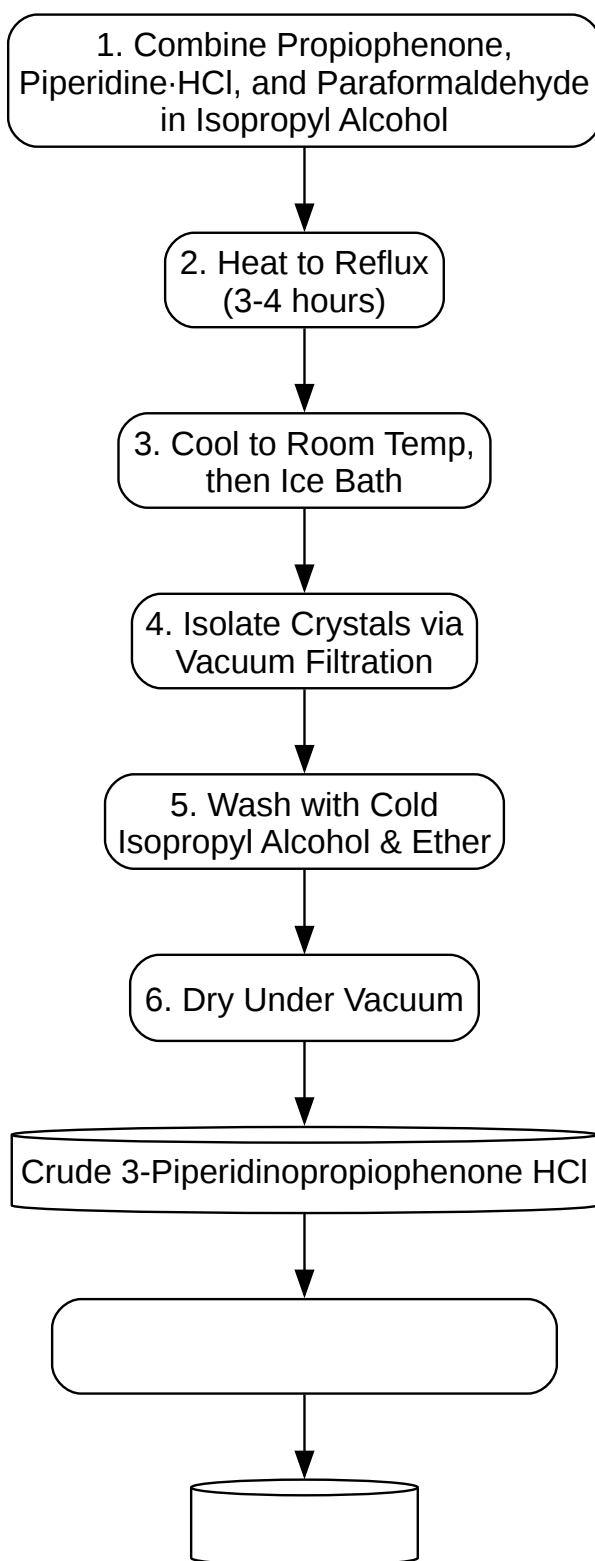 1. Combine Propiophenone,
Piperidine·HCl, and Paraformaldehyde
in Isopropyl Alcohol
2. Heat to Reflux
(3-4 hours)
3. Cool to Room Temp,
then Ice Bath
4. Isolate Crystals via
Vacuum Filtration
5. Wash with Cold
Isopropyl Alcohol & Ether
6. Dry Under Vacuum
Crude 3-Piperidinopropiophenone HCl